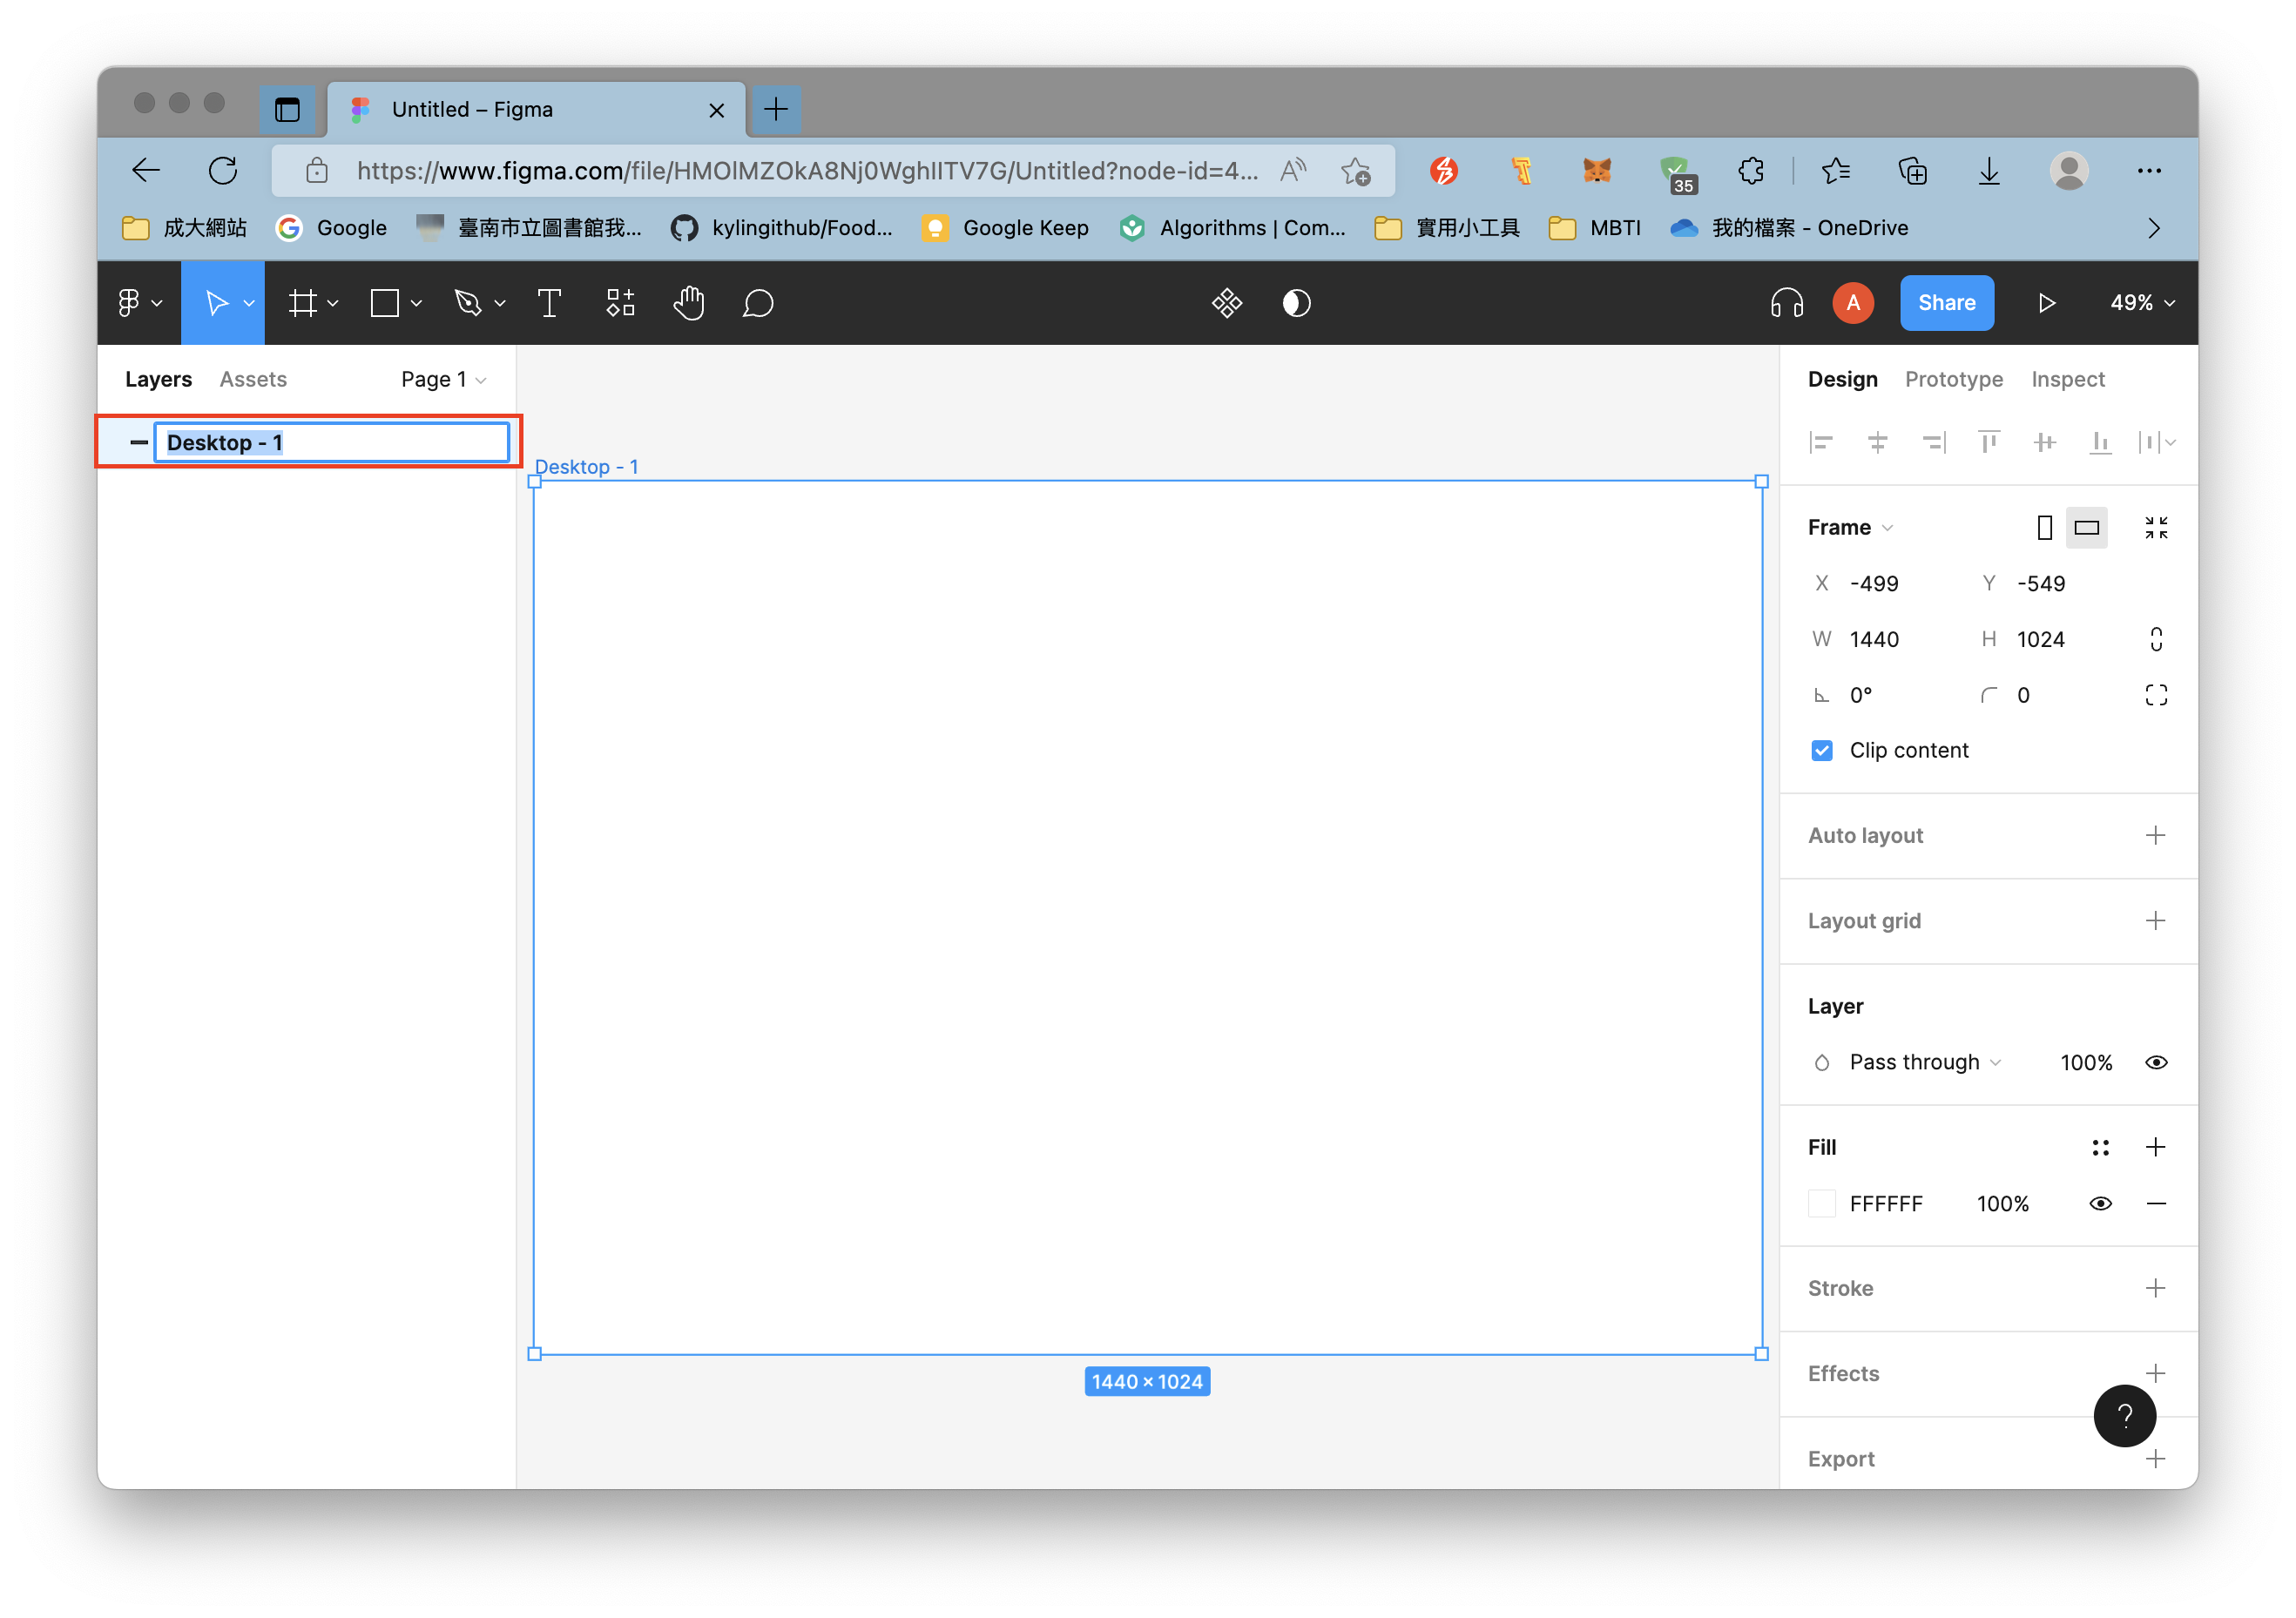 Untitled – Figma
https://www.figma.com/file/HMOIMZOkA8Nj0WghIITV7G/Untitled?node-id=4...
35
成大網站 Google 臺南市立圖書館我... kylingithub/Food... Google Keep Algorithms | Com... 實用小工具 MBTI 我的檔案 - OneDrive
A Share 49%
Layers Assets Page 1
Desktop - 1
Desktop - 1
1440 × 1024
Design Prototype Inspect
Frame
X -499 Y -549
W 1440 H 1024
0° 0
Clip content
Auto layout
Layout grid
Layer
Pass through 100%
Fill
FFFFFF 100%
Stroke
Effects
?
Export